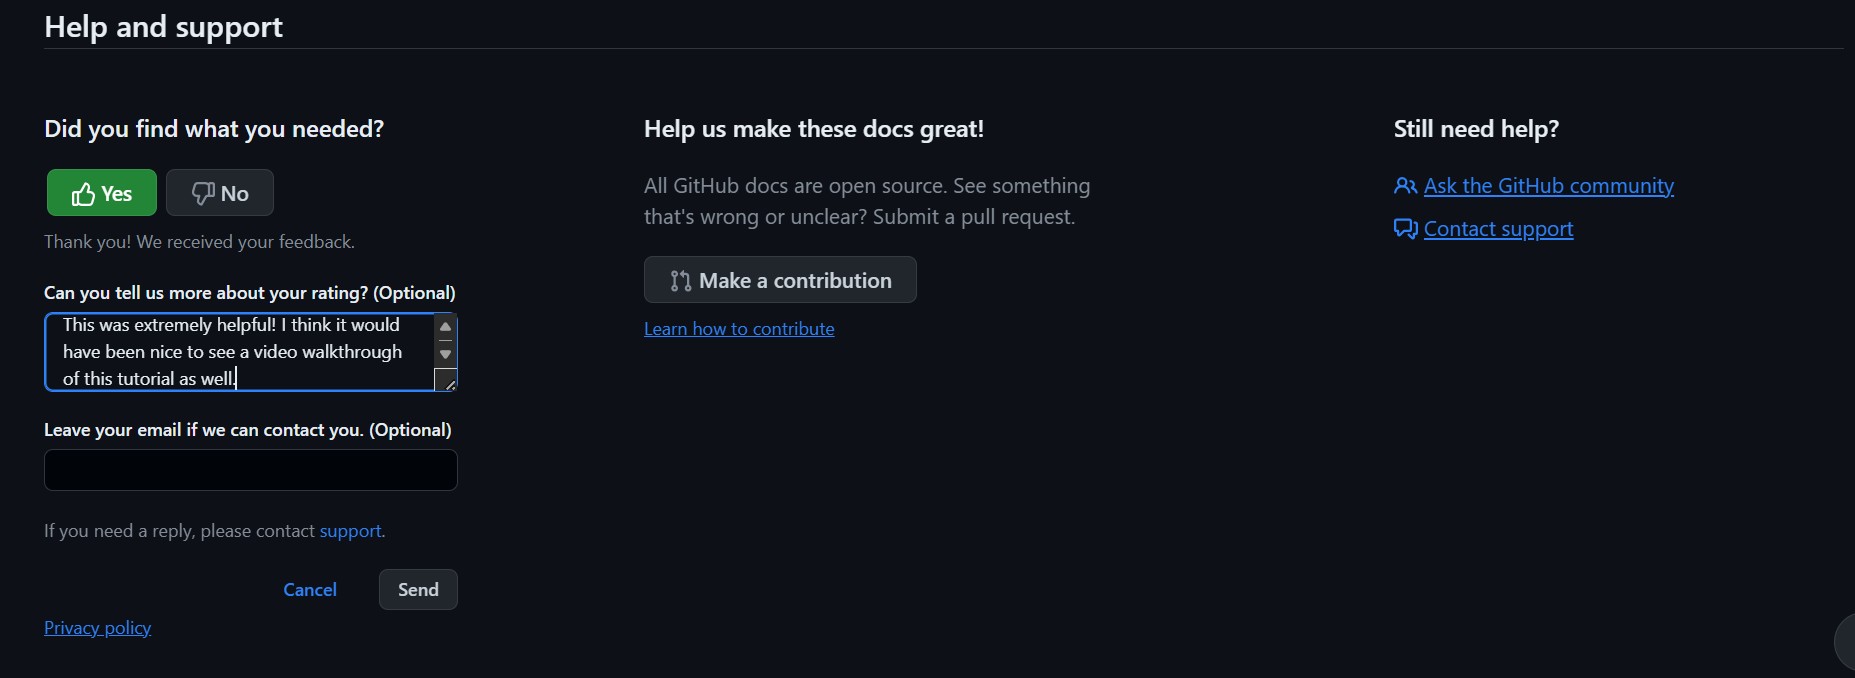 Help and support
Did you find what you needed?
Yes
No
Thank you! We received your feedback.
Can you tell us more about your rating? (Optional)
This was extremely helpful! I think it would
have been nice to see a video walkthrough
of this tutorial as well.
Leave your email if we can contact you. (Optional)
If you need a reply, please contact support.
Cancel
Send
Privacy policy
Help us make these docs great!
All GitHub docs are open source. See something
that's wrong or unclear? Submit a pull request.
Make a contribution
Learn how to contribute
Still need help?
Ask the GitHub community
Contact support